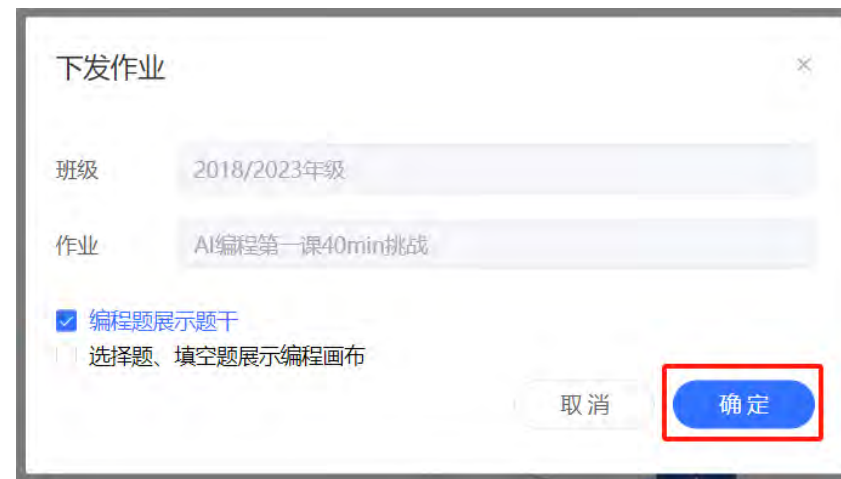 下发作业
班级
2018/2023年级
作业
AI编程第一课40min挑战
编程题展示题干
选择题、填空题展示编程画布
取消
确定